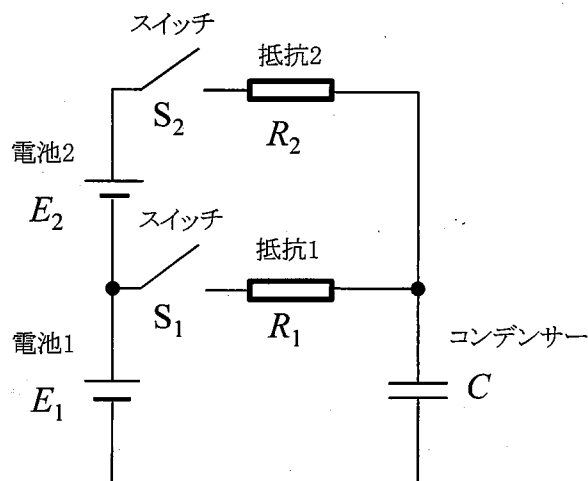 スイッチ
抵抗2
S₂
R₂
電池2
E₂
スイッチ
抵抗1
S₁
R₁
電池1
E₁
コンデンサー
C